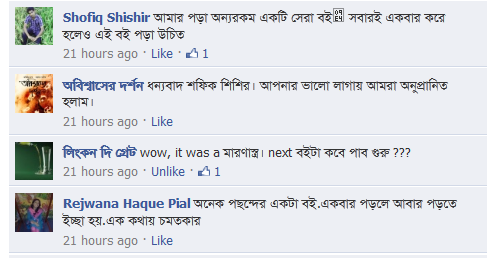 Shofiq Shishir আমার পড়া অন্যরকম একটি সেরা বই সবারই একবার করে
হলেও এই বই পড়া উচিত
21 hours ago · Like · 1
অবিশ্বাসের দর্শন ধন্যবাদ শফিক শিশির। আপনার ভালো লাগায় আমরা অনুপ্রানিত
হলাম।
21 hours ago · Like
লিংকন দি গ্রেট wow, it was a মারণাস্ত্র। next বইটা কবে পাব গুরু ???
21 hours ago · Unlike · 1
Rejwana Haque Pial অনেক পছন্দের একটা বই.একবার পড়লে আবার পড়তে
ইচ্ছা হয়.এক কথায় চমতকার
21 hours ago · Like